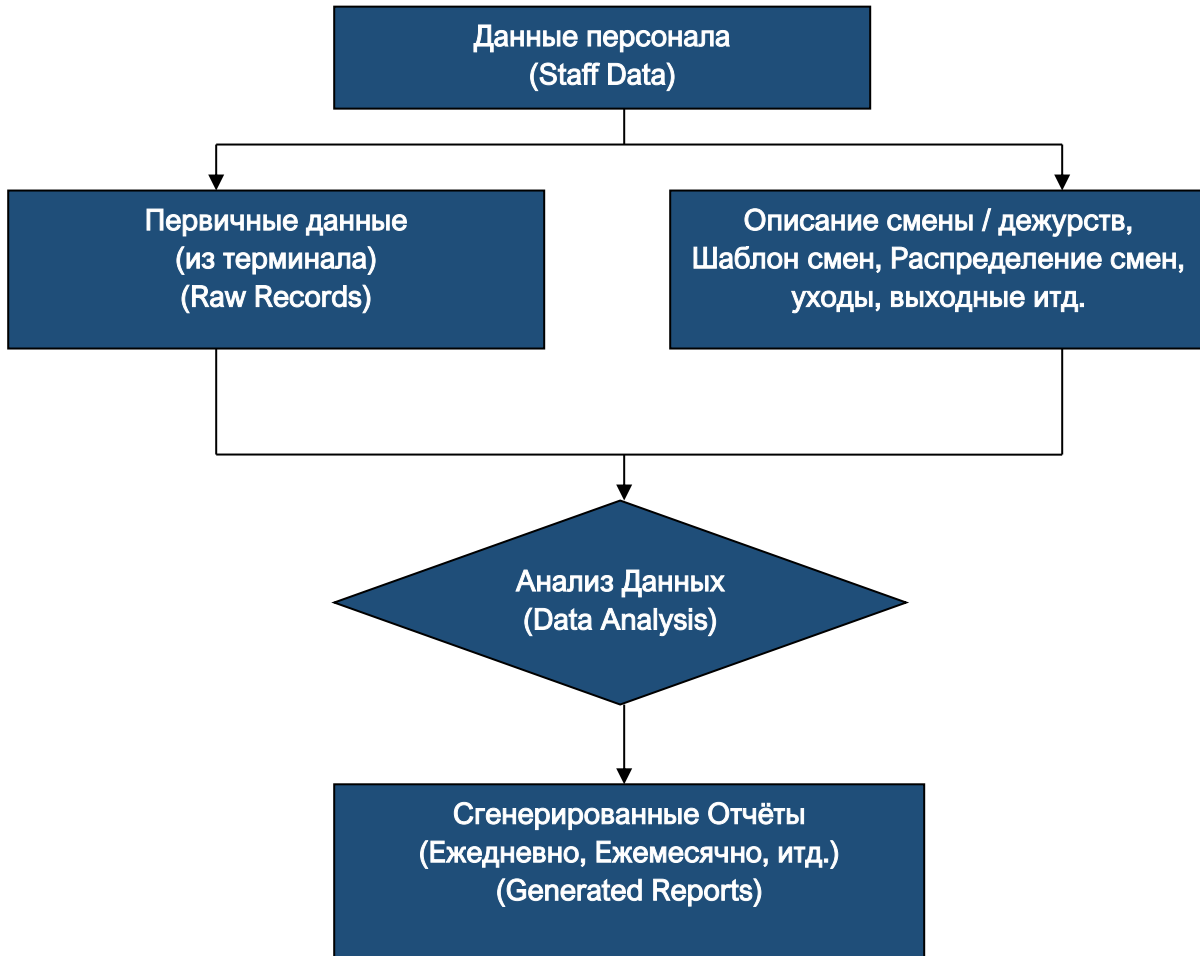 Данные персонала
(Staff Data)
Первичные данные
(из терминала)
(Raw Records)
Описание смены / дежурств,
Шаблон смен, Распределение смен,
уходы, выходные итд.
Анализ Данных
(Data Analysis)
Сгенерированные Отчёты
(Ежедневно, Ежемесячно, итд.)
(Generated Reports)